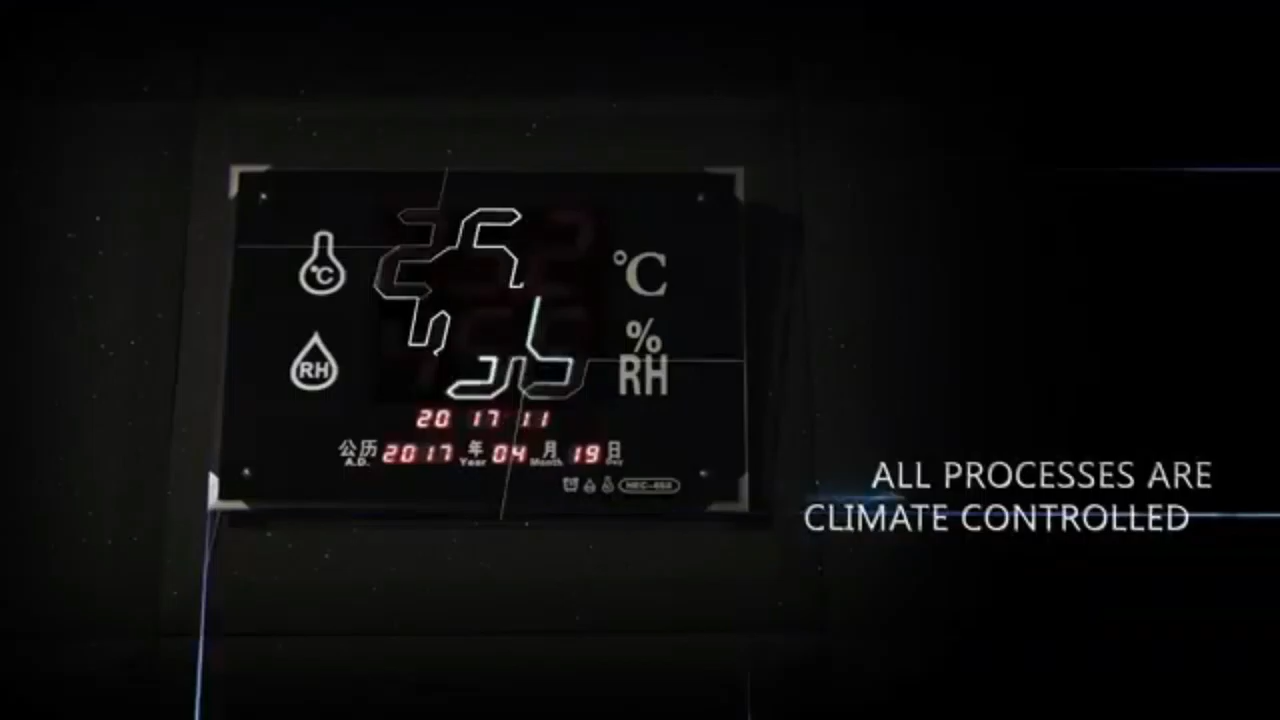 °C
°C
%
RH
RH
20 17 11
公历 2017 年 04 月 19 日
A.D. Year Month Day
ALL PROCESSES ARE
CLIMATE CONTROLLED